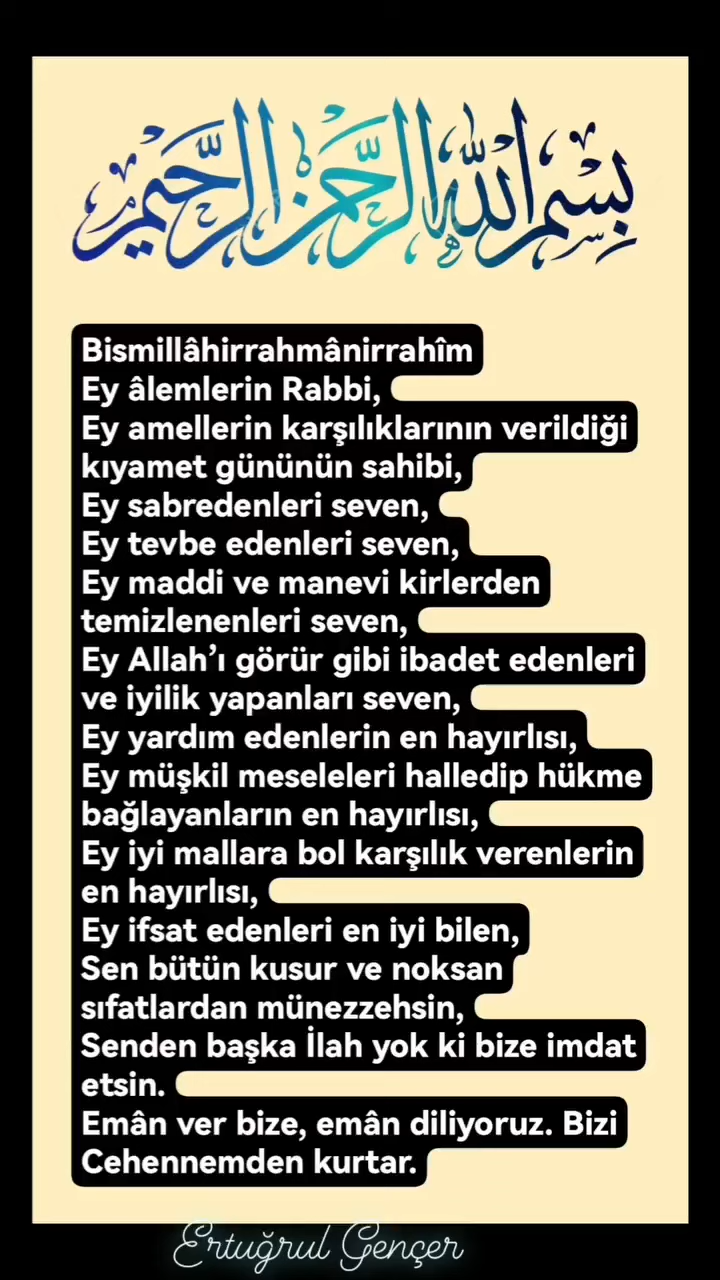 بسم الله الرحمن الرحيم
Bismillâhirrahmânirrahîm
Ey âlemlerin Rabbi,
Ey amellerin karşılıklarının verildiği
kıyamet gününün sahibi,
Ey sabredenleri seven,
Ey tevbe edenleri seven,
Ey maddi ve manevi kirlerden
temizlenenleri seven,
Ey Allah’ı görür gibi ibadet edenleri
ve iyilik yapanları seven,
Ey yardım edenlerin en hayırlısı,
Ey müşkil meseleleri halledip hükme
bağlayanların en hayırlısı,
Ey iyi mallara bol karşılık verenlerin
en hayırlısı,
Ey ifsat edenleri en iyi bilen,
Sen bütün kusur ve noksan
sıfatlardan münezzehsin,
Senden başka İlah yok ki bize imdat
etsin.
Emân ver bize, emân diliyoruz. Bizi
Cehennemden kurtar.
Ertuğrul Gençer